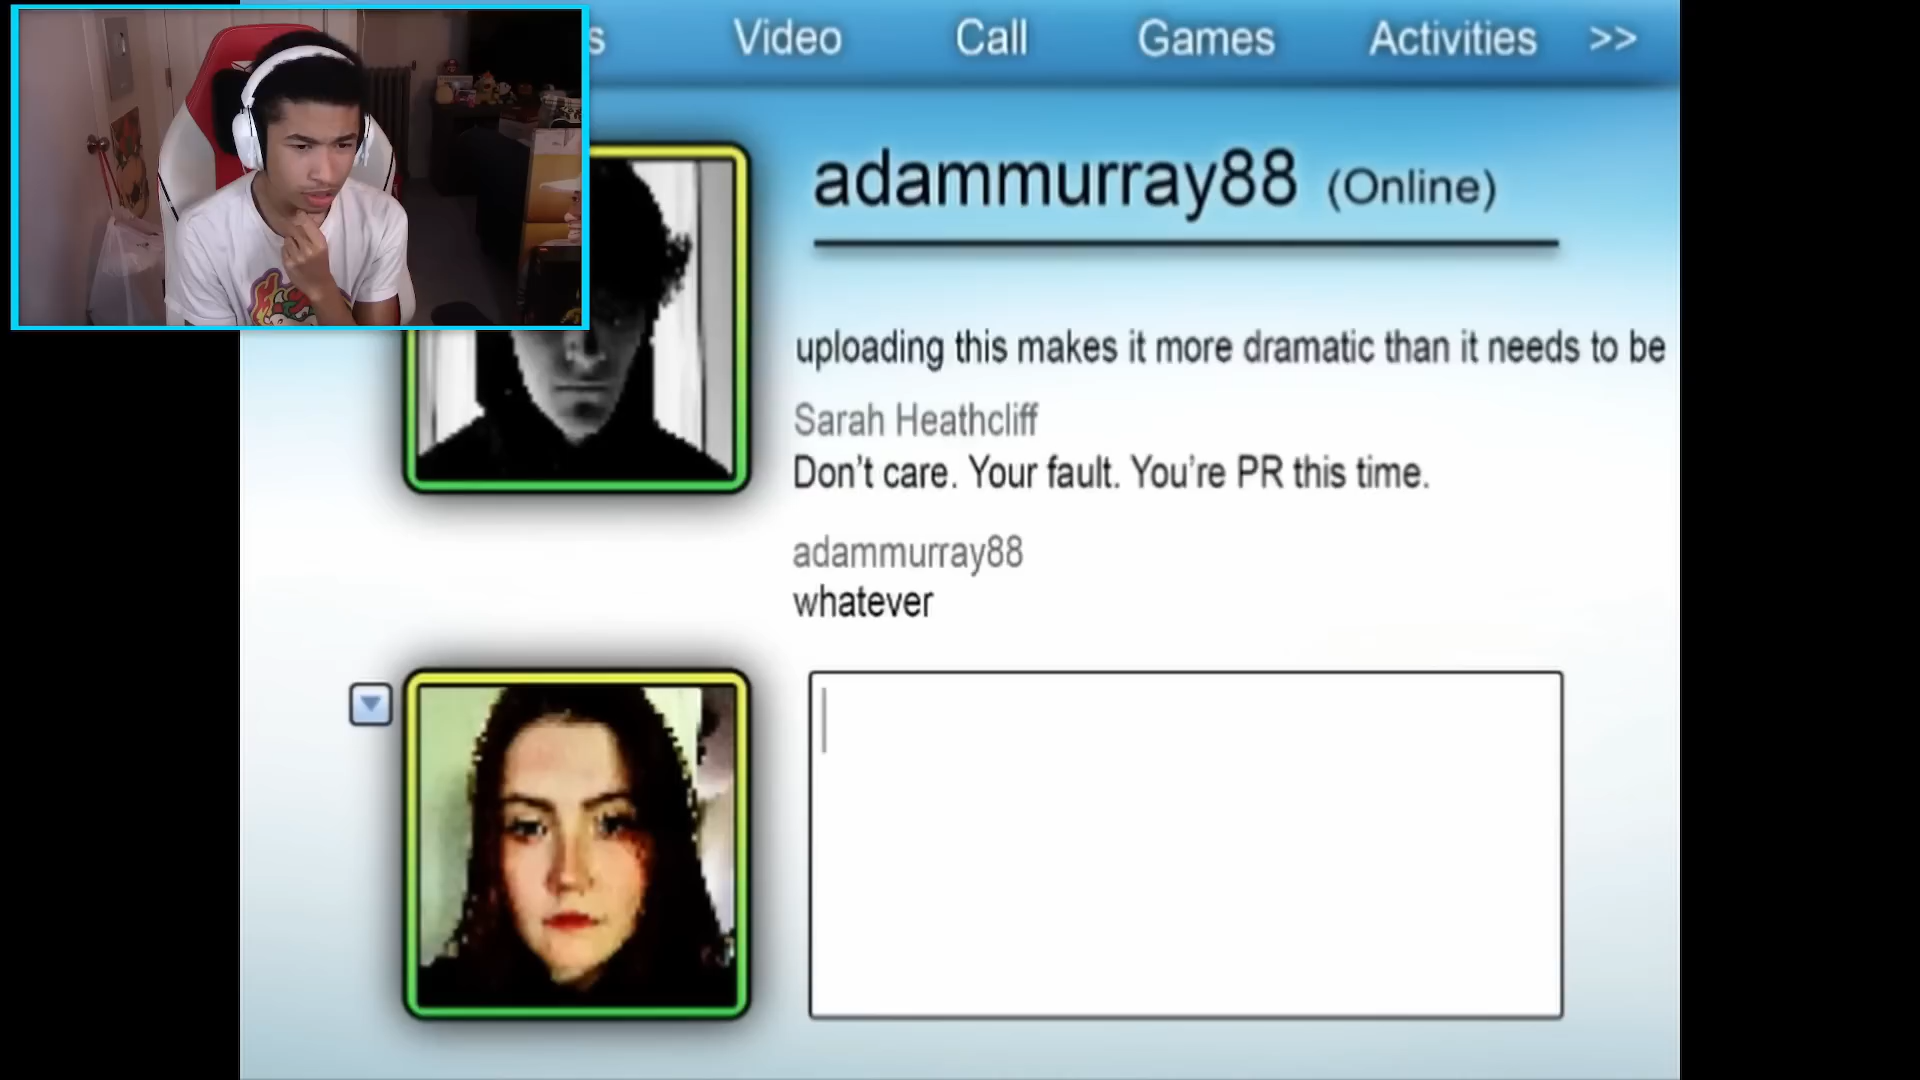 s Video Call Games Activities >>
adammurray88 (Online)
uploading this makes it more dramatic than it needs to be
Sarah Heathcliff
Don't care. Your fault. You're PR this time.
adammurray88
whatever